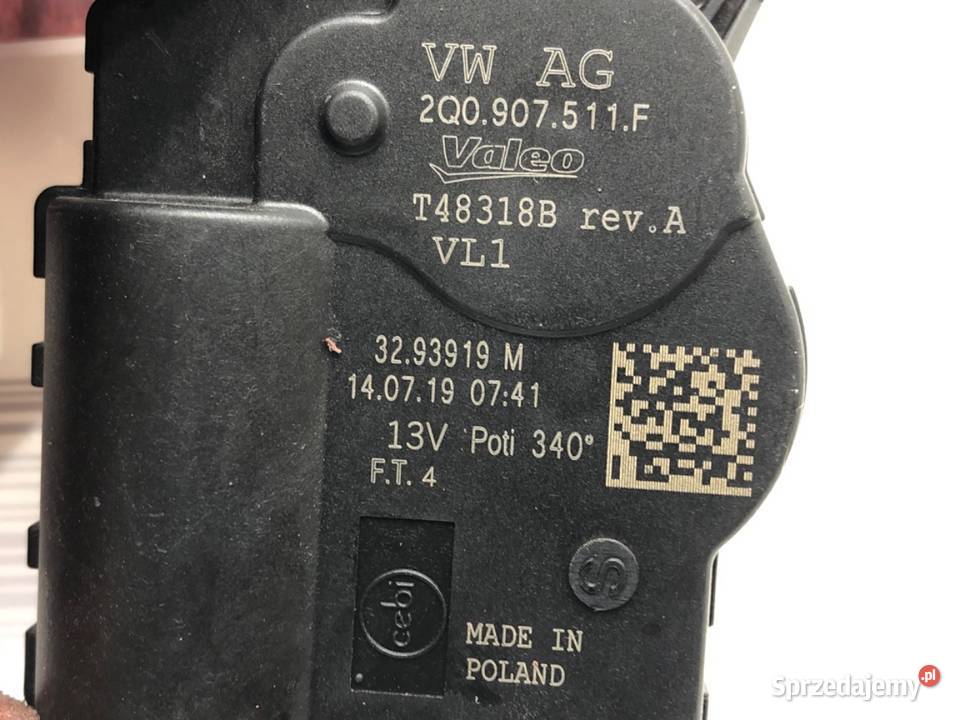 VW AG
2Q0.907.511.F
Valeo
T48318B rev.A
VL1
32.93919 M
14.07.19 07:41
13V Poti 340°
F.T. 4
S
cebi
MADE IN
POLAND
Sprzedajemy.pl